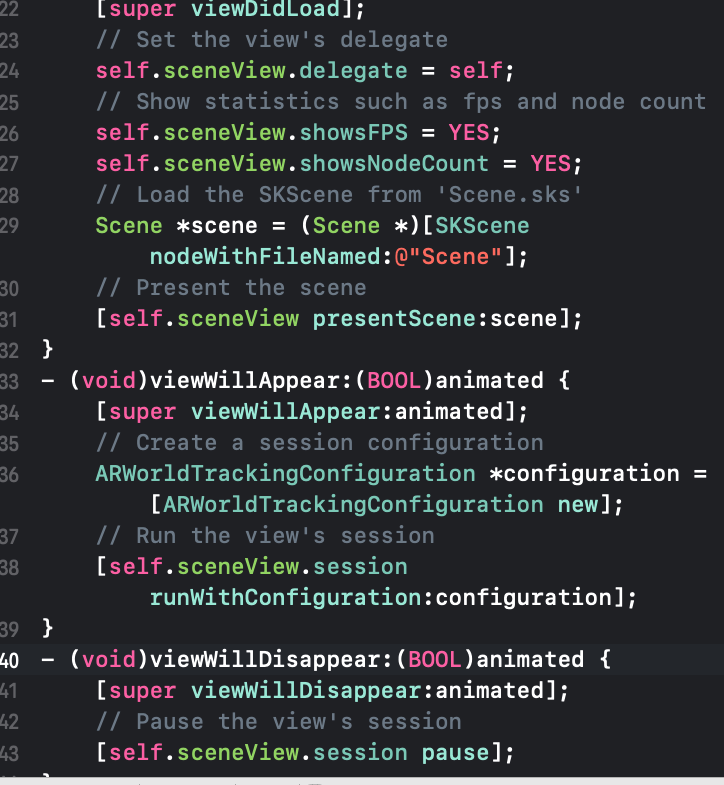 22 [super viewDidLoad];
23 // Set the view's delegate
24 self.sceneView.delegate = self;
25 // Show statistics such as fps and node count
26 self.sceneView.showsFPS = YES;
27 self.sceneView.showsNodeCount = YES;
28 // Load the SKScene from 'Scene.sks'
29 Scene *scene = (Scene *)[SKScene
nodeWithFileNamed:@"Scene"];
30 // Present the scene
31 [self.sceneView presentScene:scene];
32 }
33 - (void)viewWillAppear:(BOOL)animated {
34 [super viewWillAppear:animated];
35 // Create a session configuration
36 ARWorldTrackingConfiguration *configuration =
[ARWorldTrackingConfiguration new];
37 // Run the view's session
38 [self.sceneView.session
runWithConfiguration:configuration];
39 }
40 - (void)viewWillDisappear:(BOOL)animated {
41 [super viewWillDisappear:animated];
42 // Pause the view's session
43 [self.sceneView.session pause];